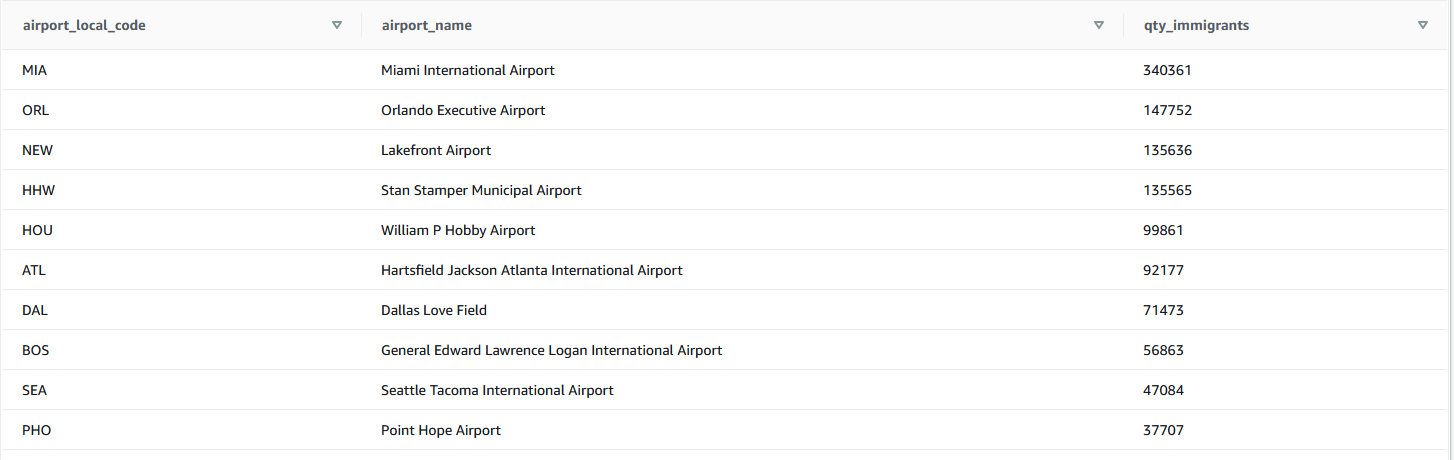 airport_local_code airport_name qty_immigrants
MIA Miami International Airport 340361
ORL Orlando Executive Airport 147752
NEW Lakefront Airport 135636
HHW Stan Stamper Municipal Airport 135565
HOU William P Hobby Airport 99861
ATL Hartsfield Jackson Atlanta International Airport 92177
DAL Dallas Love Field 71473
BOS General Edward Lawrence Logan International Airport 56863
SEA Seattle Tacoma International Airport 47084
PHO Point Hope Airport 37707